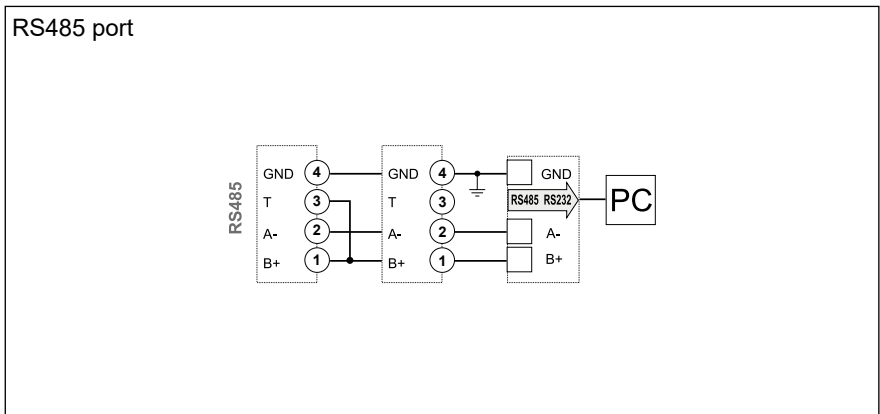 RS485 port
RS485
GND 4 GND 4 GND
T 3 T 3 RS485 RS232 PC
A- 2 A- 2 A-
B+ 1 B+ 1 B+